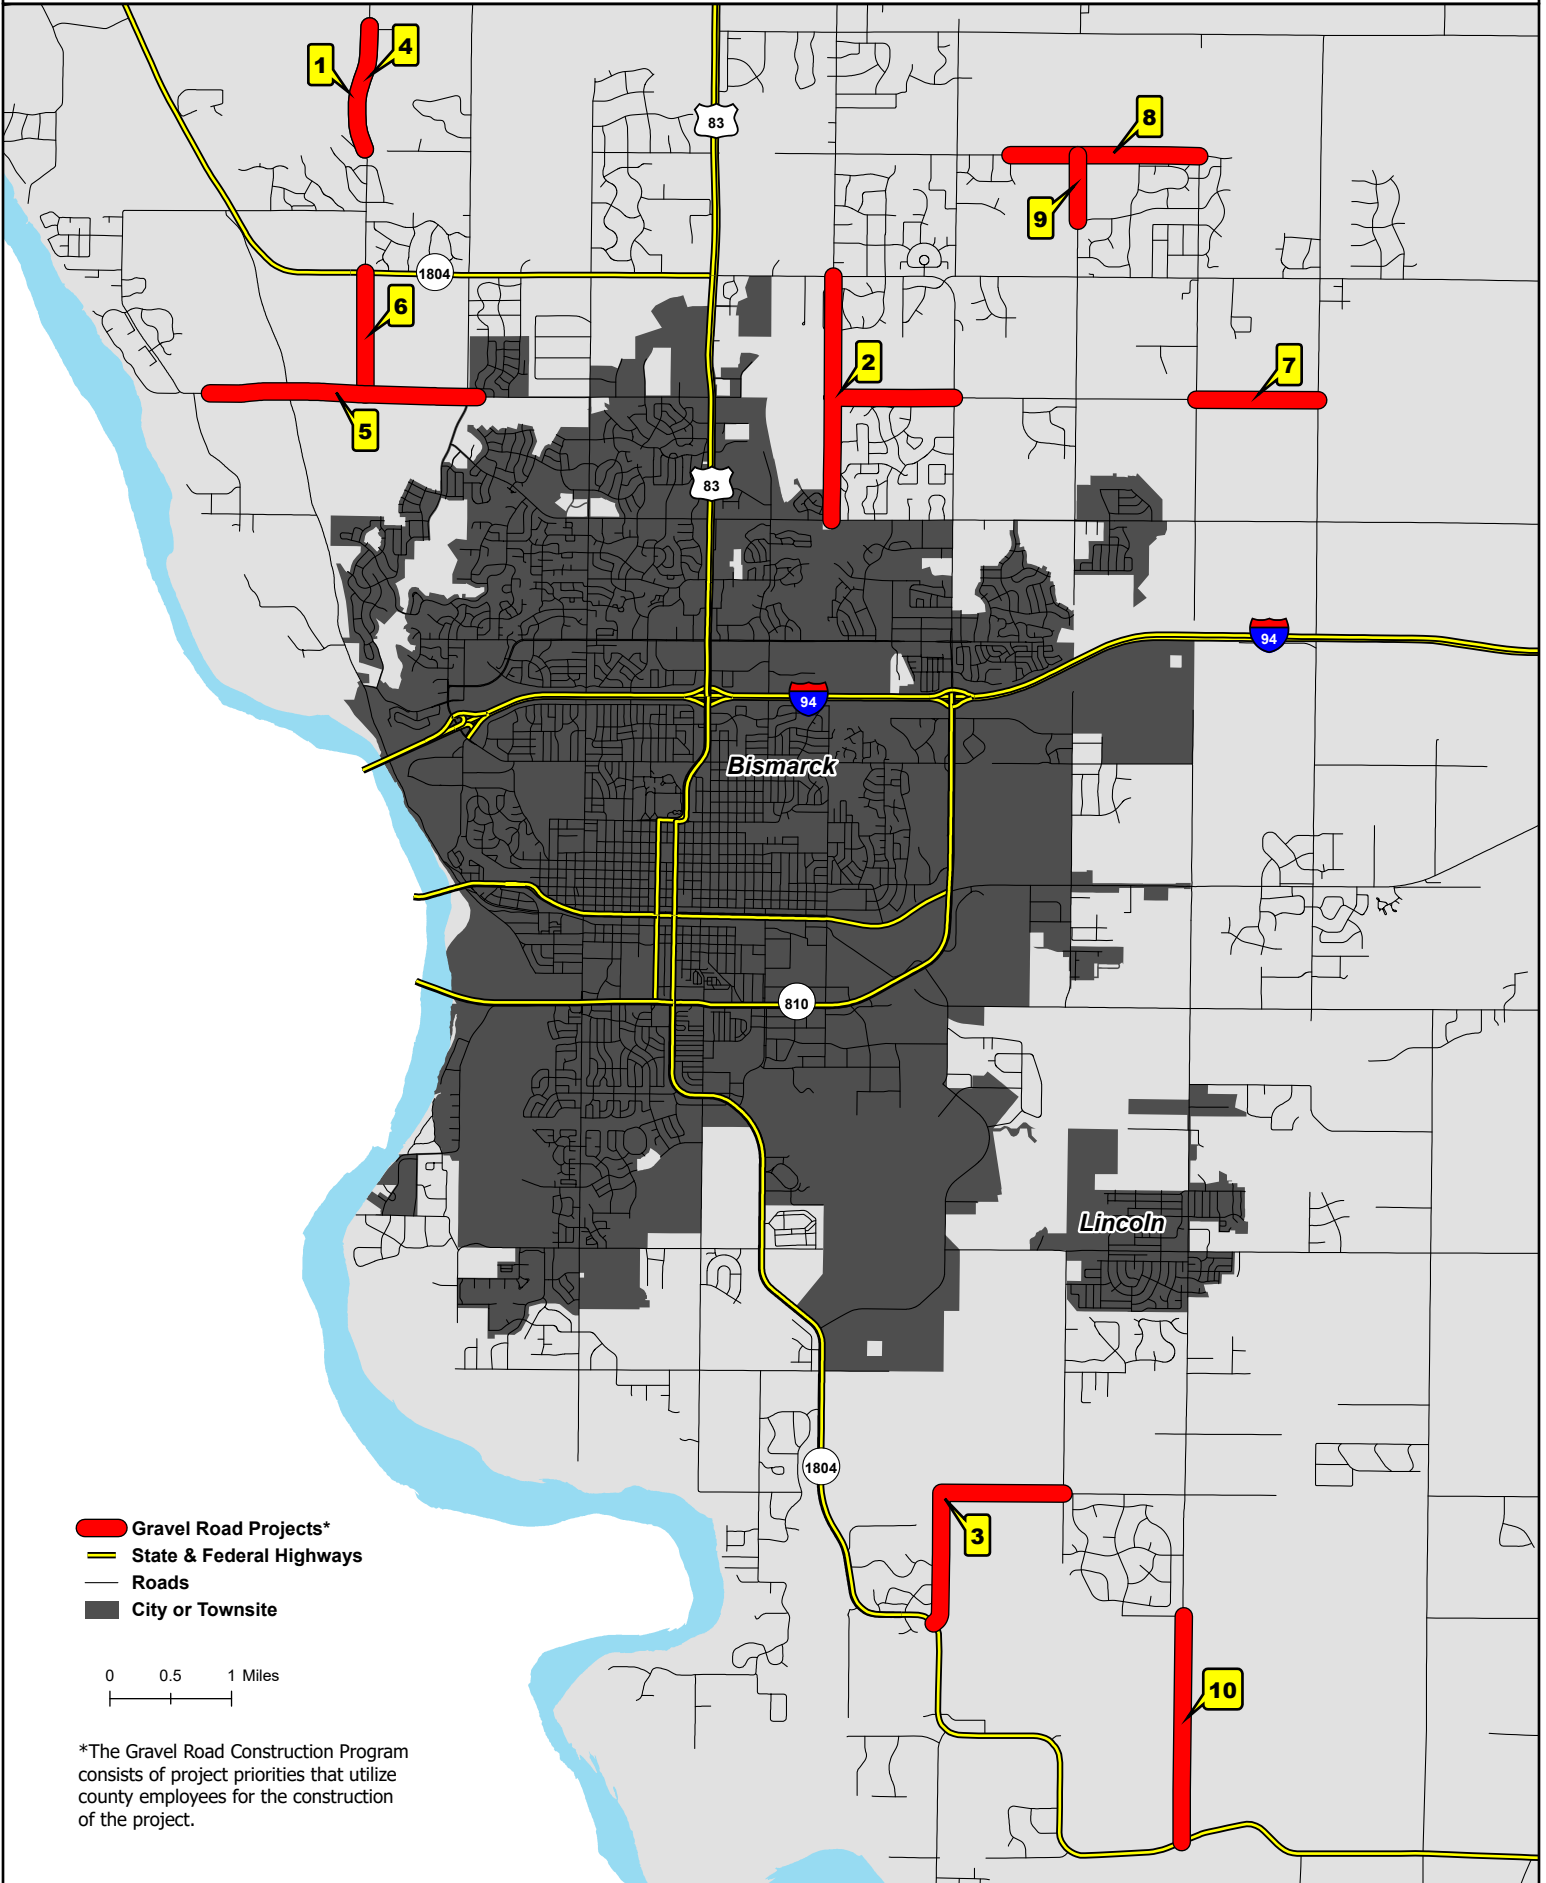 4
1
8
83
9
1804
6
2
7
5
83
94
94
Bismarck
810
Lincoln
1804
3
10
Gravel Road Projects*
State & Federal Highways
Roads
City or Townsite
0 0.5 1 Miles
*The Gravel Road Construction Program
consists of project priorities that utilize
county employees for the construction
of the project.